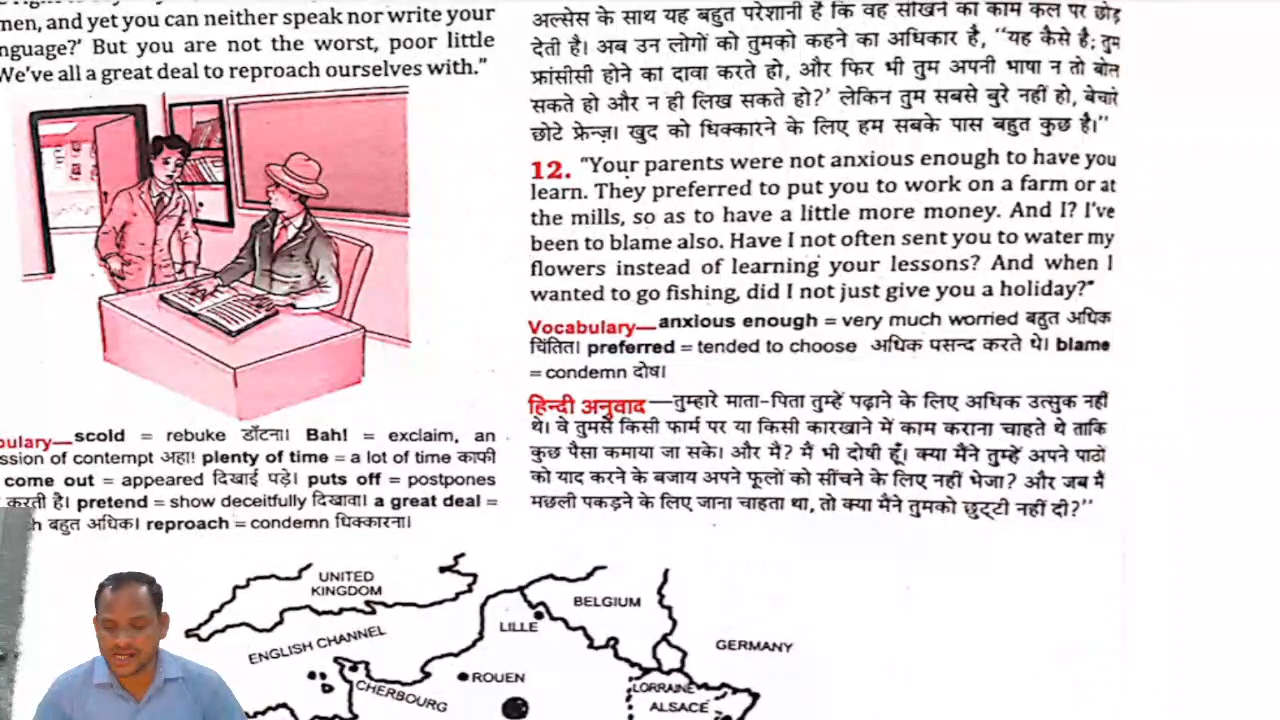 men, and yet you can neither speak nor write your
nguage?' But you are not the worst, poor little
We've all a great deal to reproach ourselves with."
bulary—scold = rebuke डाँटना। Bah! = exclaim, an
ssion of contempt अहा! plenty of time = a lot of time काफी
come out = appeared दिखाई पड़े। puts off = postpones
करती है। pretend = show deceitfully दिखावा। a great deal =
h बहुत अधिक। reproach = condemn धिक्कारना।
अल्सेस के साथ यह बहुत परेशानी है कि वह सीखने का काम कल पर छोड़
देती है। अब उन लोगों को तुमको कहने का अधिकार है, "यह कैसे है; तुम
फ्रांसीसी होने का दावा करते हो, और फिर भी तुम अपनी भाषा न तो बोल
सकते हो और न ही लिख सकते हो?' लेकिन तुम सबसे बुरे नहीं हो, बेचारे
छोटे फ्रेन्ज़। खुद को धिक्कारने के लिए हम सबके पास बहुत कुछ है।"
12. "Your parents were not anxious enough to have you
learn. They preferred to put you to work on a farm or at
the mills, so as to have a little more money. And I? I've
been to blame also. Have I not often sent you to water my
flowers instead of learning your lessons? And when I
wanted to go fishing, did I not just give you a holiday?"
Vocabulary—anxious enough = very much worried बहुत अधिक
चिंतित। preferred = tended to choose अधिक पसन्द करते थे। blame
= condemn दोष।
हिन्दी अनुवाद—तुम्हारे माता-पिता तुम्हें पढ़ाने के लिए अधिक उत्सुक नहीं
थे। वे तुमसे किसी फार्म पर या किसी कारखाने में काम कराना चाहते थे ताकि
कुछ पैसा कमाया जा सके। और मैं? मैं भी दोषी हूँ। क्या मैंने तुम्हें अपने पाठों
को याद करने के बजाय अपने फूलों को सींचने के लिए नहीं भेजा? और जब मैं
मछली पकड़ने के लिए जाना चाहता था, तो क्या मैंने तुमको छुट्टी नहीं दी?"
UNITED
KINGDOM
BELGIUM
LILLE
ENGLISH CHANNEL
GERMANY
ROUEN
CHERBOURG
LORRAINE
ALSACE